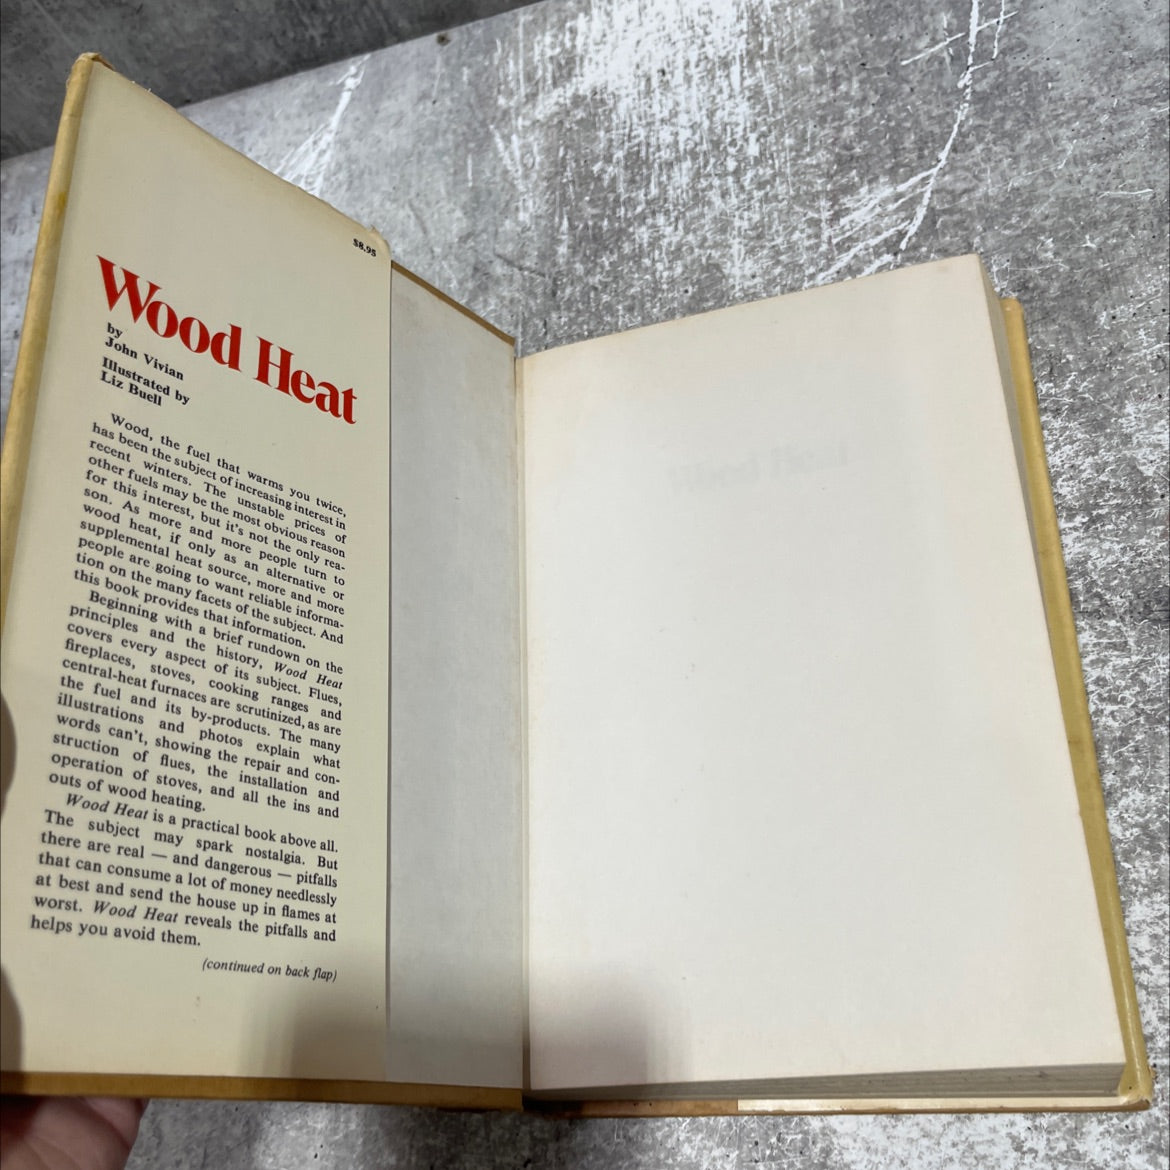 $8.95
Wood Heat
by
John Vivian
Illustrated by
Liz Buell
Wood, the fuel that warms you twice,
has been the subject of increasing interest in
recent winters. The unstable prices of
other fuels may be the most obvious reason
for this interest, but it's not the only rea-
son. As more and more people turn to
wood heat, if only as an alternative or
supplemental heat source, more and more
people are going to want reliable informa-
tion on the many facets of the subject. And
this book provides that information.
Beginning with a brief rundown on the
principles and the history, Wood Heat
covers every aspect of its subject. Flues,
fireplaces, stoves, cooking ranges and
central-heat furnaces are scrutinized, as are
the fuel and its by-products. The many
illustrations and photos explain what
words can't, showing the repair and con-
struction of flues, the installation and
operation of stoves, and all the ins and
outs of wood heating.
Wood Heat is a practical book above all.
The subject may spark nostalgia. But
there are real — and dangerous — pitfalls
that can consume a lot of money needlessly
at best and send the house up in flames at
worst. Wood Heat reveals the pitfalls and
helps you avoid them.
(continued on back flap)
Wood Heat